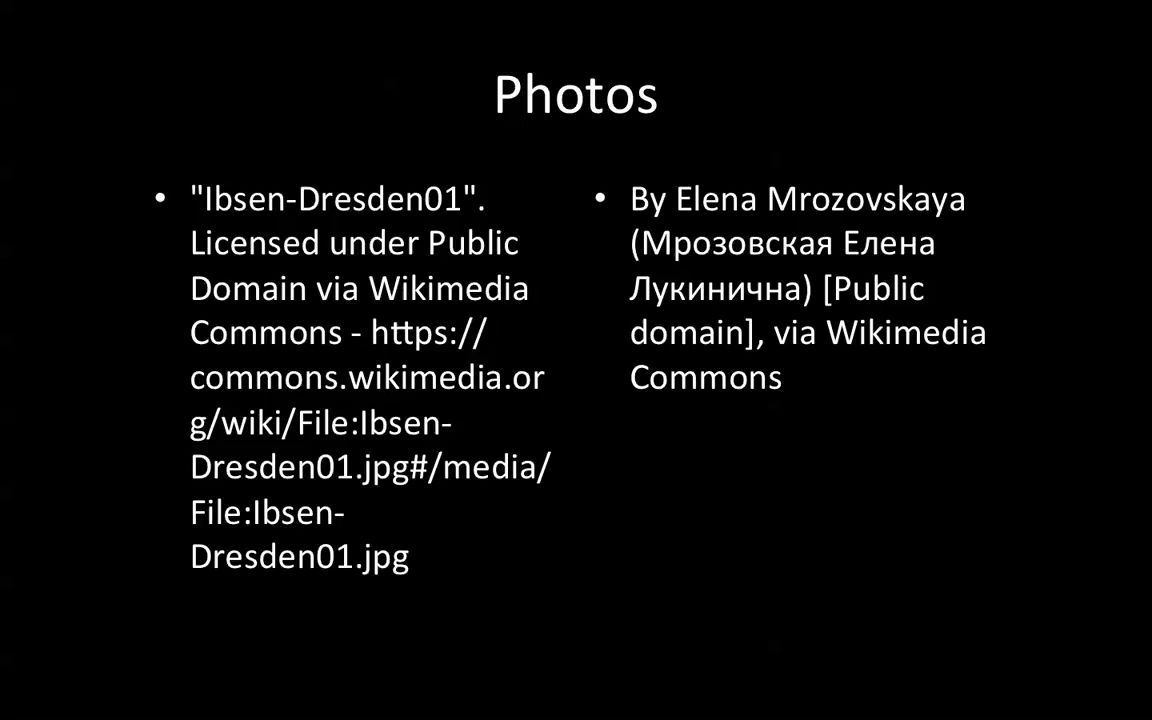 Photos
• "Ibsen-Dresden01".
Licensed under Public
Domain via Wikimedia
Commons - https://
commons.wikimedia.or
g/wiki/File:Ibsen-
Dresden01.jpg#/media/
File:Ibsen-
Dresden01.jpg
• By Elena Mrozovskaya
(Мрозовская Елена
Лукинична) [Public
domain], via Wikimedia
Commons